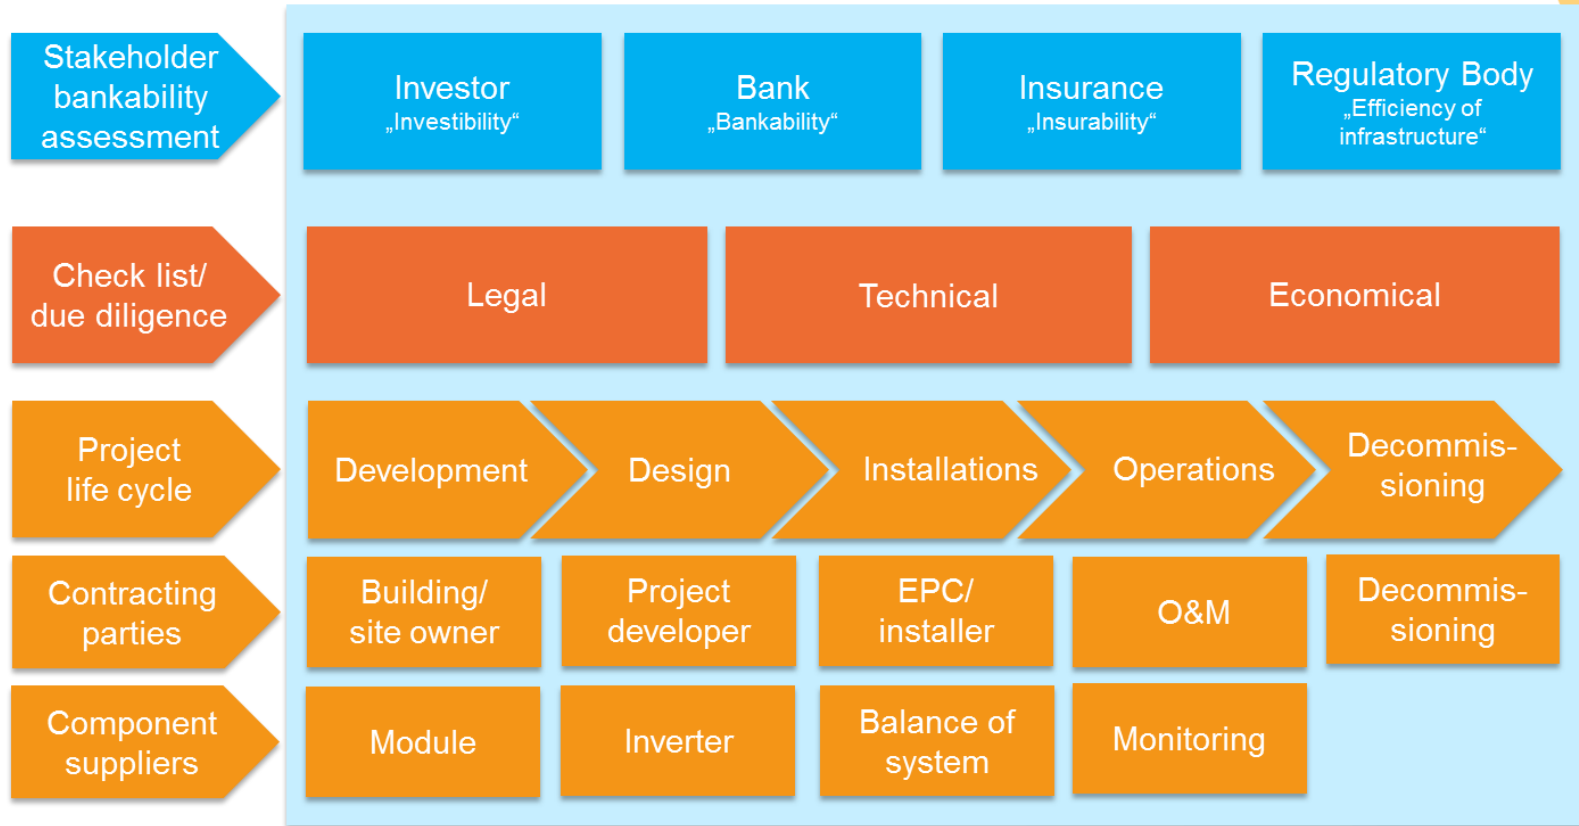 Stakeholder
bankability
assessment
Investor
„Investibility“
Bank
„Bankability“
Insurance
„Insurability“
Regulatory Body
„Efficiency of
infrastructure“
Check list/
due diligence
Legal
Technical
Economical
Project
life cycle
Development
Design
Installations
Operations
Decommis-
sioning
Contracting
parties
Building/
site owner
Project
developer
EPC/
installer
O&M
Decommis-
sioning
Component
suppliers
Module
Inverter
Balance of
system
Monitoring